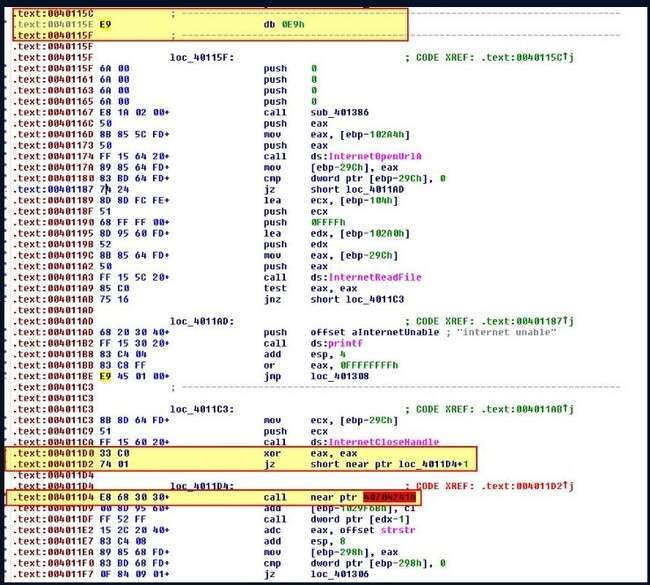 .text:0040115C ; ---------------------------------------------------------------------------
.text:0040115E E9 db 0E9h
.text:0040115F ; ---------------------------------------------------------------------------
.text:0040115F
.text:0040115F loc_40115F: ; CODE XREF: .text:0040115C↑j
.text:0040115F 6A 00 push 0
.text:00401161 6A 00 push 0
.text:00401163 6A 00 push 0
.text:00401165 6A 00 push 0
.text:00401167 E8 1A 02 00+ call sub_401386
.text:0040116C 50 push eax
.text:0040116D 8B 85 5C FD+ mov eax, [ebp-102A4h]
.text:00401173 50 push eax
.text:00401174 FF 15 64 20+ call ds:InternetOpenUrlA
.text:0040117A 89 85 64 FD+ mov [ebp-29Ch], eax
.text:00401180 83 BD 64 FD+ cmp dword ptr [ebp-29Ch], 0
.text:00401187 74 24 jz short loc_4011AD
.text:00401189 8D 8D FC FE+ lea ecx, [ebp-104h]
.text:0040118F 51 push ecx
.text:00401190 68 FF FF 00+ push 0FFFFh
.text:00401195 8D 95 60 FD+ lea edx, [ebp-102A0h]
.text:0040119B 52 push edx
.text:0040119C 8B 85 64 FD+ mov eax, [ebp-29Ch]
.text:004011A2 50 push eax
.text:004011A3 FF 15 5C 20+ call ds:InternetReadFile
.text:004011A9 85 C0 test eax, eax
.text:004011AB 75 16 jnz short loc_4011C3
.text:004011AD
.text:004011AD loc_4011AD: ; CODE XREF: .text:00401187↑j
.text:004011AD 68 20 30 40+ push offset aInternetUnable ; "internet unable"
.text:004011B2 FF 15 30 20+ call ds:printf
.text:004011B8 83 C4 04 add esp, 4
.text:004011BB 83 C8 FF or eax, 0FFFFFFFFh
.text:004011BE E9 45 01 00+ jmp loc_401308
.text:004011C3 ; ---------------------------------------------------------------------------
.text:004011C3
.text:004011C3 loc_4011C3: ; CODE XREF: .text:004011AB↑j
.text:004011C3 8B 8D 64 FD+ mov ecx, [ebp-29Ch]
.text:004011C9 51 push ecx
.text:004011CA FF 15 60 20+ call ds:InternetCloseHandle
.text:004011D0 33 C0 xor eax, eax
.text:004011D2 74 01 jz short near ptr loc_4011D4+1
.text:004011D4
.text:004011D4 loc_4011D4: ; CODE XREF: .text:004011D2↑j
.text:004011D4 E8 68 30 30+ call near ptr
.text:004011D9 00 8D 95 60+ add [ebp-1029F6Bh], cl
.text:004011DF FF 52 FF call dword ptr [edx-1]
.text:004011E2 15 2C 20 40+ adc eax, offset strstr
.text:004011E7 83 C4 08 add esp, 8
.text:004011EA 89 85 68 FD+ mov [ebp-298h], eax
.text:004011F0 83 BD 68 FD+ cmp dword ptr [ebp-298h], 0
.text:004011F7 0F 84 09 01+ jz loc_401306